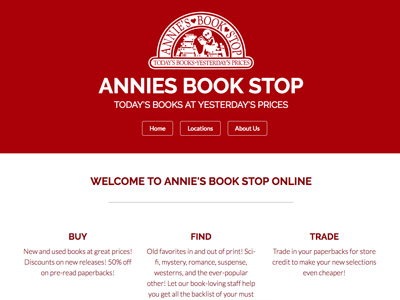 ANNIE'S BOOK STOP
TODAY'S BOOKS-YESTERDAY'S PRICES
ANNIES BOOK STOP
TODAY'S BOOKS AT YESTERDAY'S PRICES
Home Locations About Us
WELCOME TO ANNIE'S BOOK STOP ONLINE
BUY
New and used books at great prices!
Discounts on new releases! 50% off
on pre-read paperbacks!
FIND
Old favorites in and out of print! Sci-
fi, mystery, romance, suspense,
westerns, and the ever-popular
other! Let our book-loving staff help
you get all the backlist of your must
TRADE
Trade in your paperbacks for store
credit to make your new selections
even cheaper!